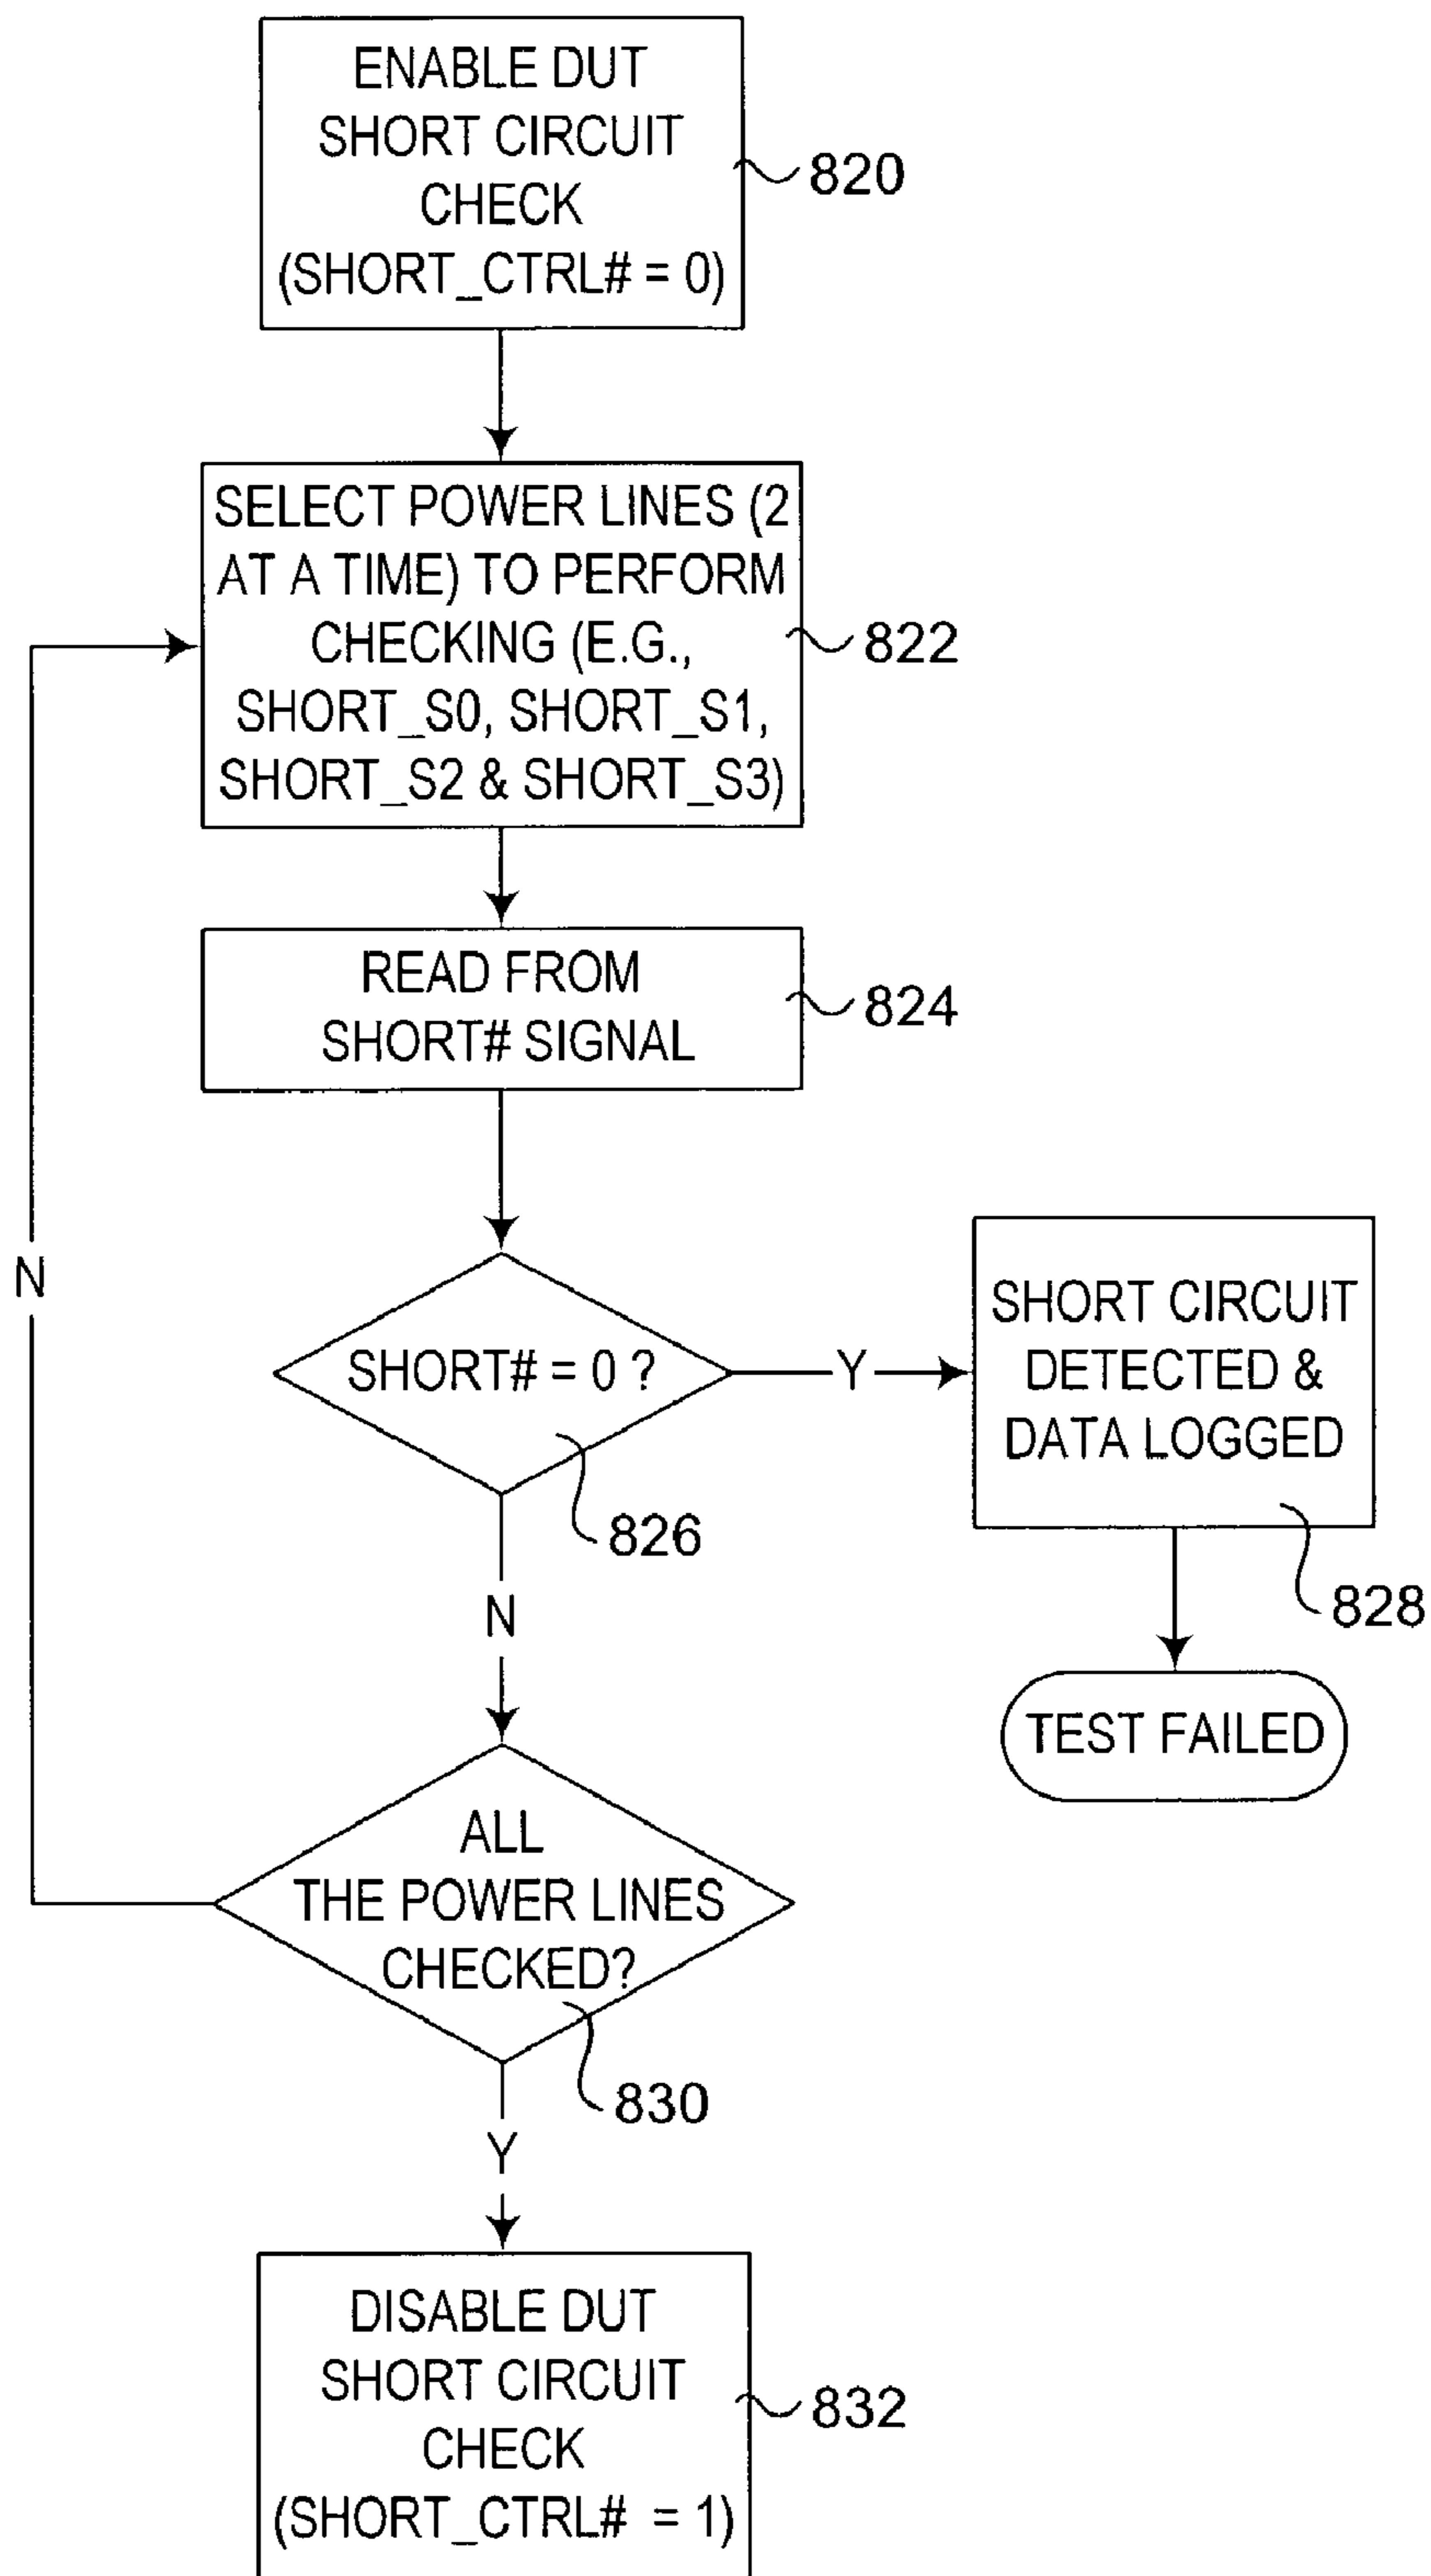 ENABLE DUT
SHORT CIRCUIT
CHECK
(SHORT_CTRL# = 0)
820
SELECT POWER LINES (2
AT A TIME) TO PERFORM
CHECKING (E.G.,
SHORT_S0, SHORT_S1,
SHORT_S2 & SHORT_S3)
822
READ FROM
SHORT# SIGNAL
824
N
SHORT# = 0 ?
826
Y
SHORT CIRCUIT
DETECTED &
DATA LOGGED
828
N
TEST FAILED
ALL
THE POWER LINES
CHECKED?
830
Y
DISABLE DUT
SHORT CIRCUIT
CHECK
(SHORT_CTRL# = 1)
832